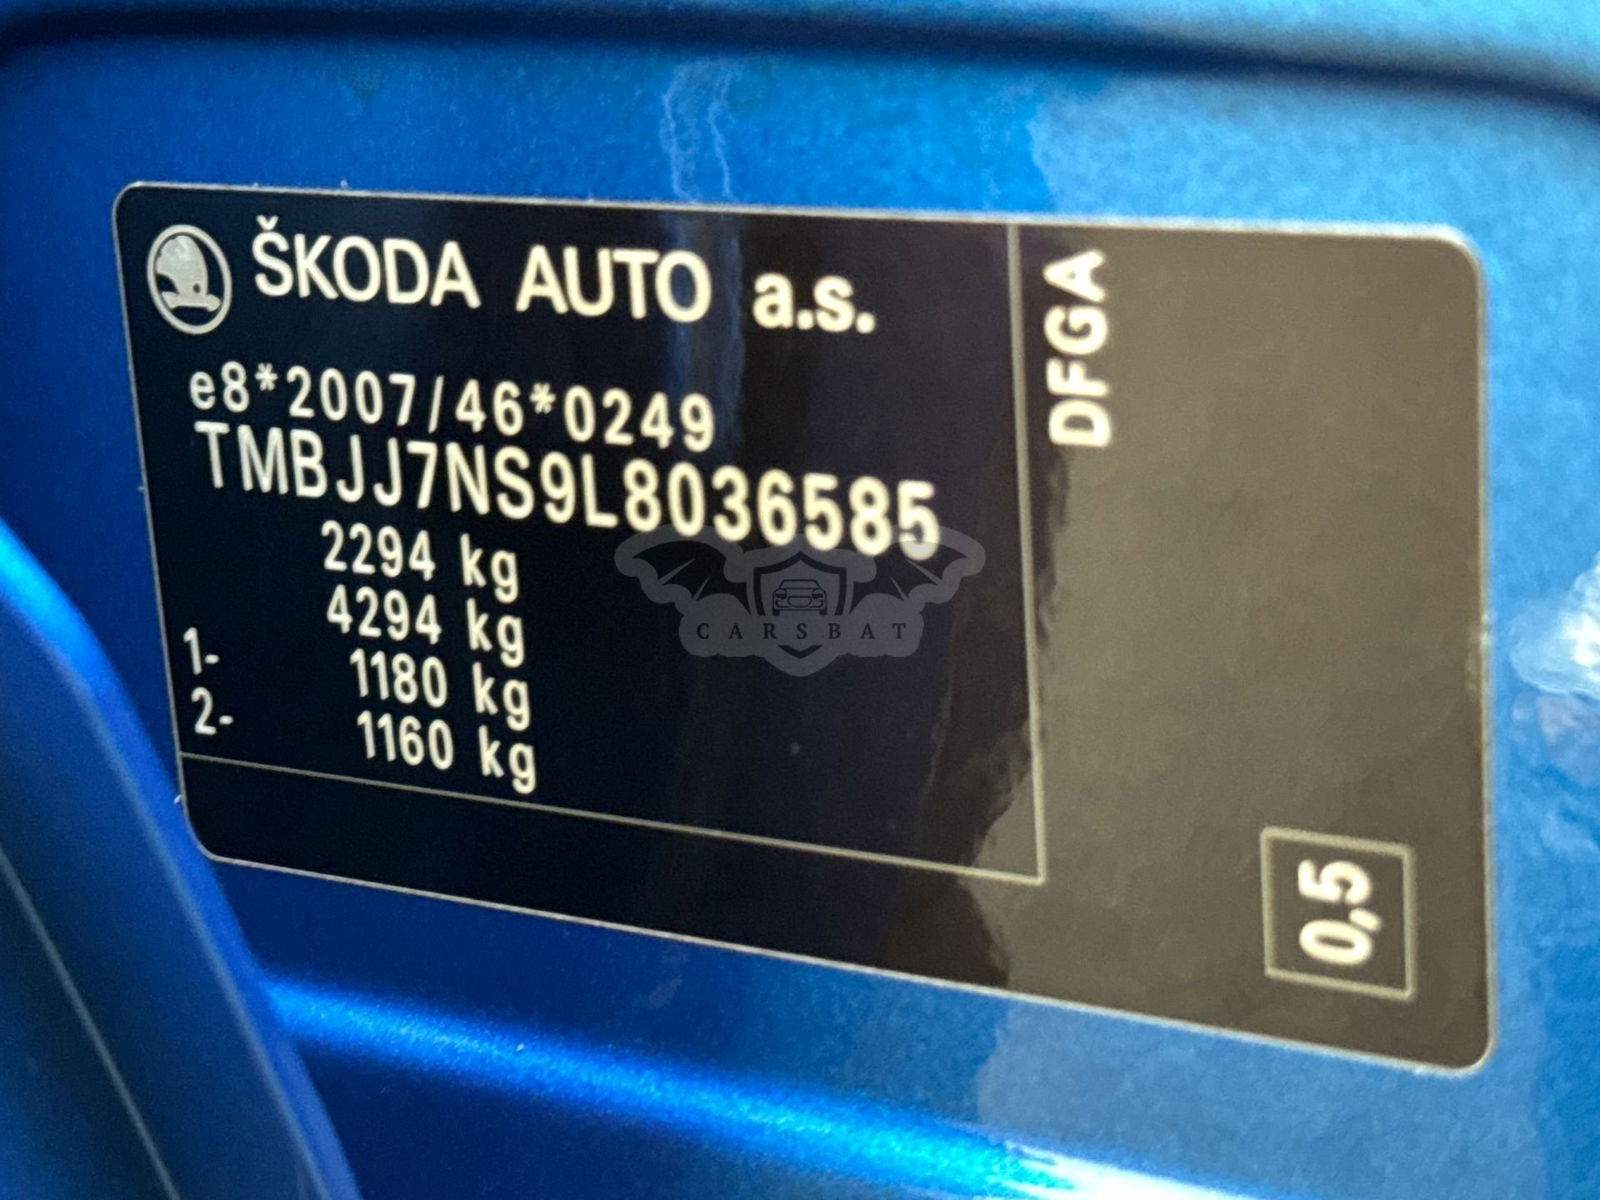 ŠKODA AUTO a.s.
e8*2007/46*0249
TMBJJ7NS9L8036585
2294 kg
4294 kg
1- 1180 kg
2- 1160 kg
DFGA
0,5
CARSBAT